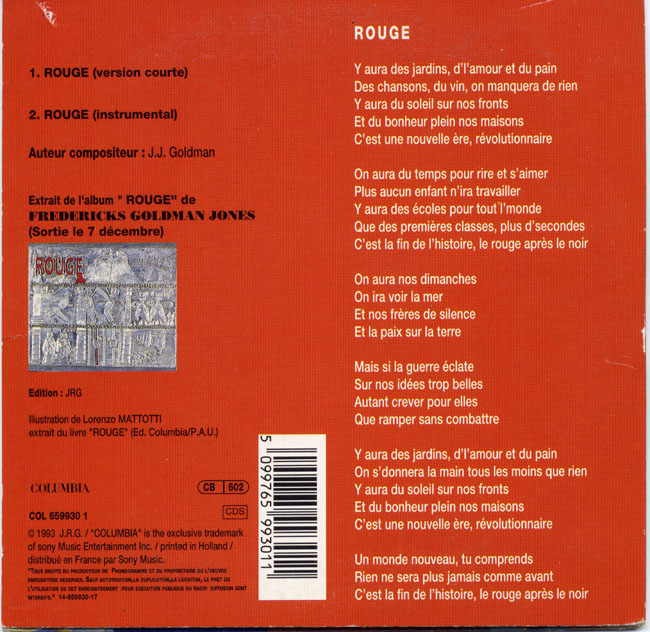 1. ROUGE (version courte)
2. ROUGE (instrumental)
Auteur compositeur : J.J. Goldman
Extrait de l'album " ROUGE" de
FREDERICKS GOLDMAN JONES
(Sortie le 7 décembre)
ROUGE
Edition : JRG
Illustration de Lorenzo MATTOTTI
extrait du livre "ROUGE" (Ed. Columbia/P.A.U.)
COLUMBIA
CB 602
COL 659930 1
CDS
© 1993 J.R.G. / "COLUMBIA" is the exclusive trademark
of sony Music Entertainment Inc. / printed in Holland /
distribué en France par Sony Music.
"TOUS DROITS DU PRODUCTEUR DE PHONOGRAMME ET DU PROPRIETAIRE DE L'OEUVRE
ENREGISTREE RESERVES. SAUF AUTORISATION, LA DUPLICATION, LA LOCATION, LE PRET OU
L'UTILISATION DE CET ENREGISTREMENT POUR EXECUTION PUBLIQUE OU RADIO DIFFUSION SONT
INTERDITS." 14-659930-17
5 099765 993011
ROUGE
Y aura des jardins, d'l'amour et du pain
Des chansons, du vin, on manquera de rien
Y aura du soleil sur nos fronts
Et du bonheur plein nos maisons
C'est une nouvelle ère, révolutionnaire
On aura du temps pour rire et s'aimer
Plus aucun enfant n'ira travailler
Y aura des écoles pour tout l'monde
Que des premières classes, plus d'secondes
C'est la fin de l'histoire, le rouge après le noir
On aura nos dimanches
On ira voir la mer
Et nos frères de silence
Et la paix sur la terre
Mais si la guerre éclate
Sur nos idées trop belles
Autant crever pour elles
Que ramper sans combattre
Y aura des jardins, d'l'amour et du pain
On s'donnera la main tous les moins que rien
Y aura du soleil sur nos fronts
Et du bonheur plein nos maisons
C'est une nouvelle ère, révolutionnaire
Un monde nouveau, tu comprends
Rien ne sera plus jamais comme avant
C'est la fin de l'histoire, le rouge après le noir